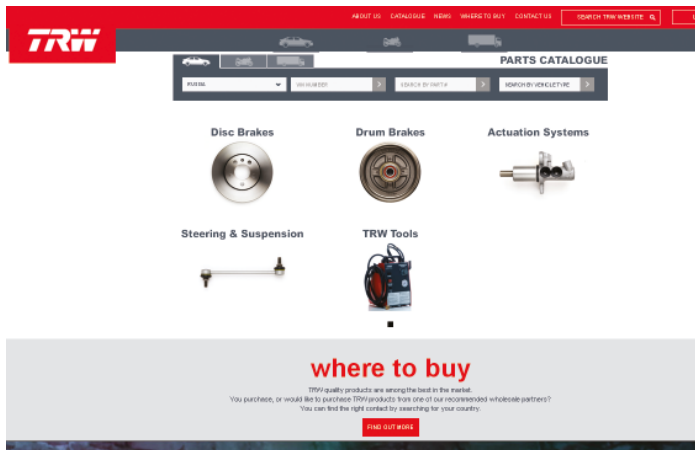 ABOUT US CATALOGUE NEWS WHERE TO BUY CONTACT US SEARCH TRW WEBSITE
TRW
PARTS CATALOGUE
RUSSIA VIN NUMBER SEARCH BY PART# SEARCH BY VEHICLE TYPE
Disc Brakes Drum Brakes Actuation Systems
Steering & Suspension TRW Tools
where to buy
TRW quality products are among the best in the market.
You purchase, or would like to purchase TRW products from one of our recommended wholesale partners?
You can find the right contact by searching for your country.
FIND OUT MORE